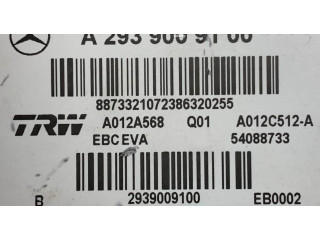 A 293 900 91 00
8873321072386320255
TRW A012A568 Q01 A012C512-A
EBC EVA 54088733
B 2939009100 EB0002